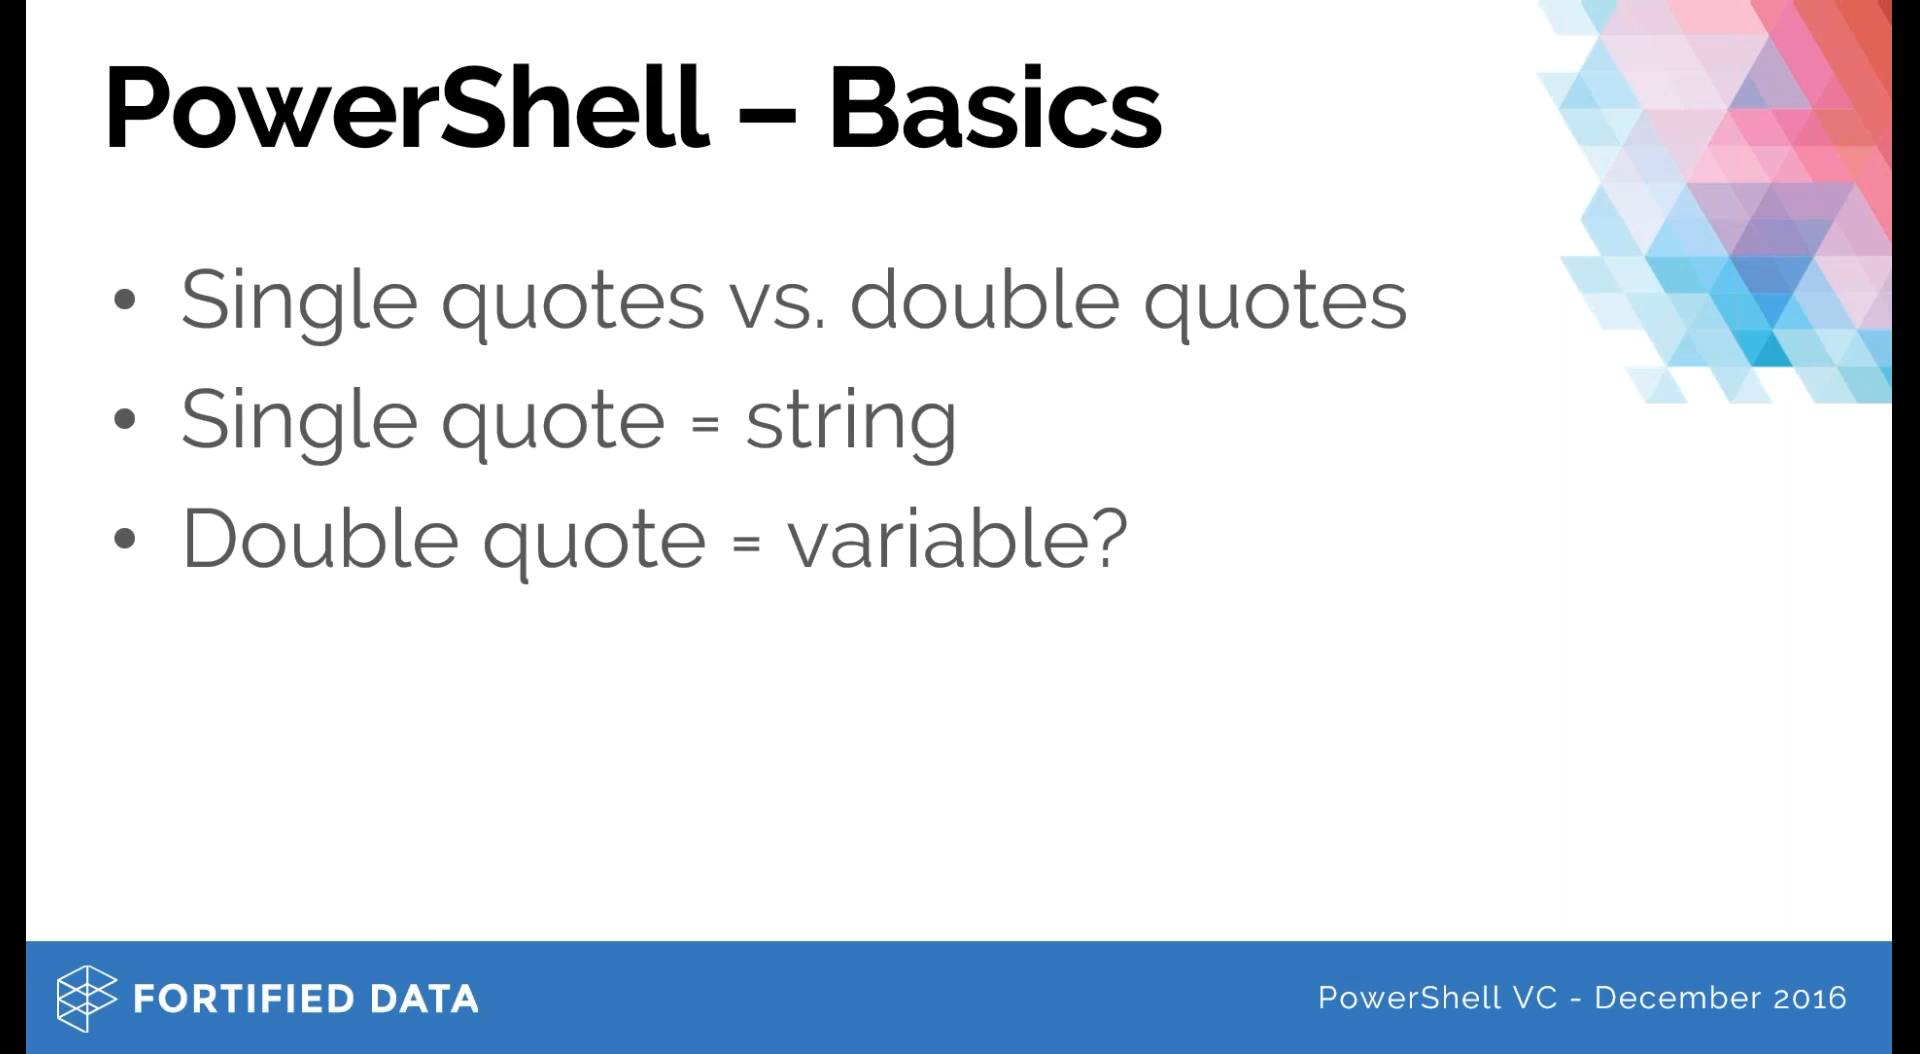 PowerShell – Basics
• Single quotes vs. double quotes
• Single quote = string
• Double quote = variable?
FORTIFIED DATA
PowerShell VC - December 2016